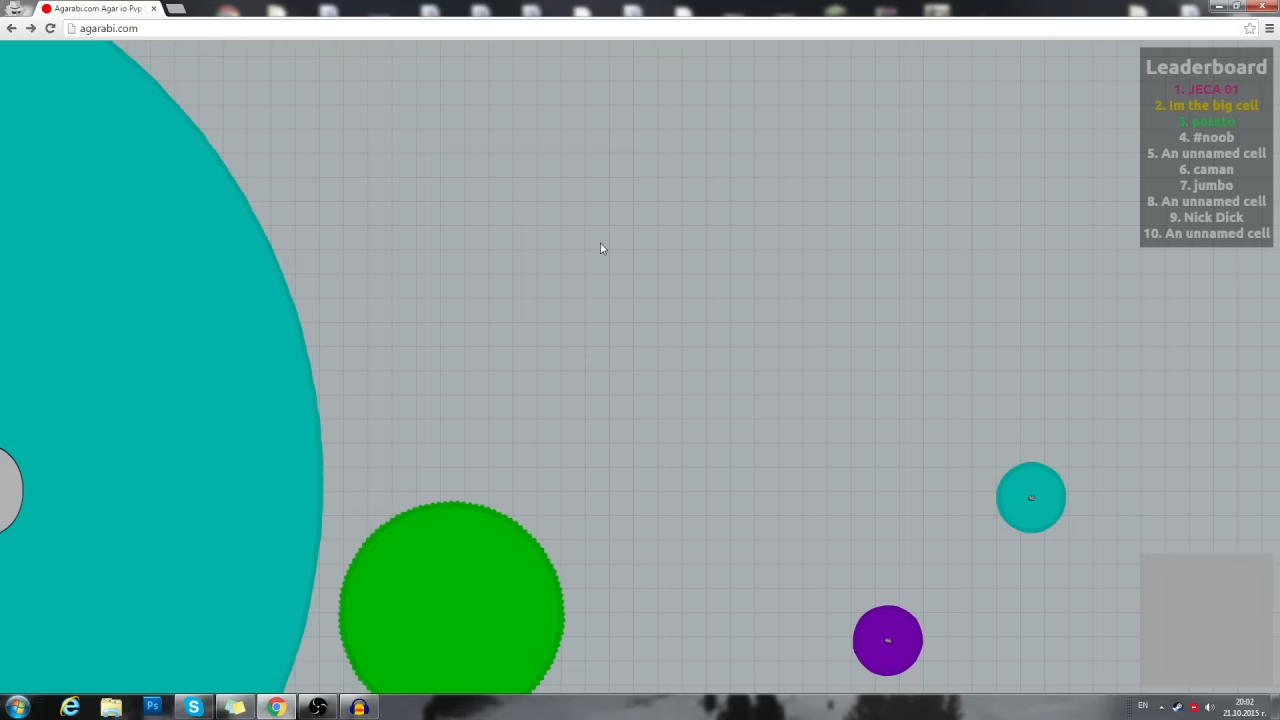 Agarabi.com Agar io Pvp
agarabi.com
Leaderboard
1. JECA 01
2. Im the big cell
3. potato
4. #noob
5. An unnamed cell
6. caman
7. jumbo
8. An unnamed cell
9. Nick Dick
10. An unnamed cell
EN
20:02
21.10.2015 г.